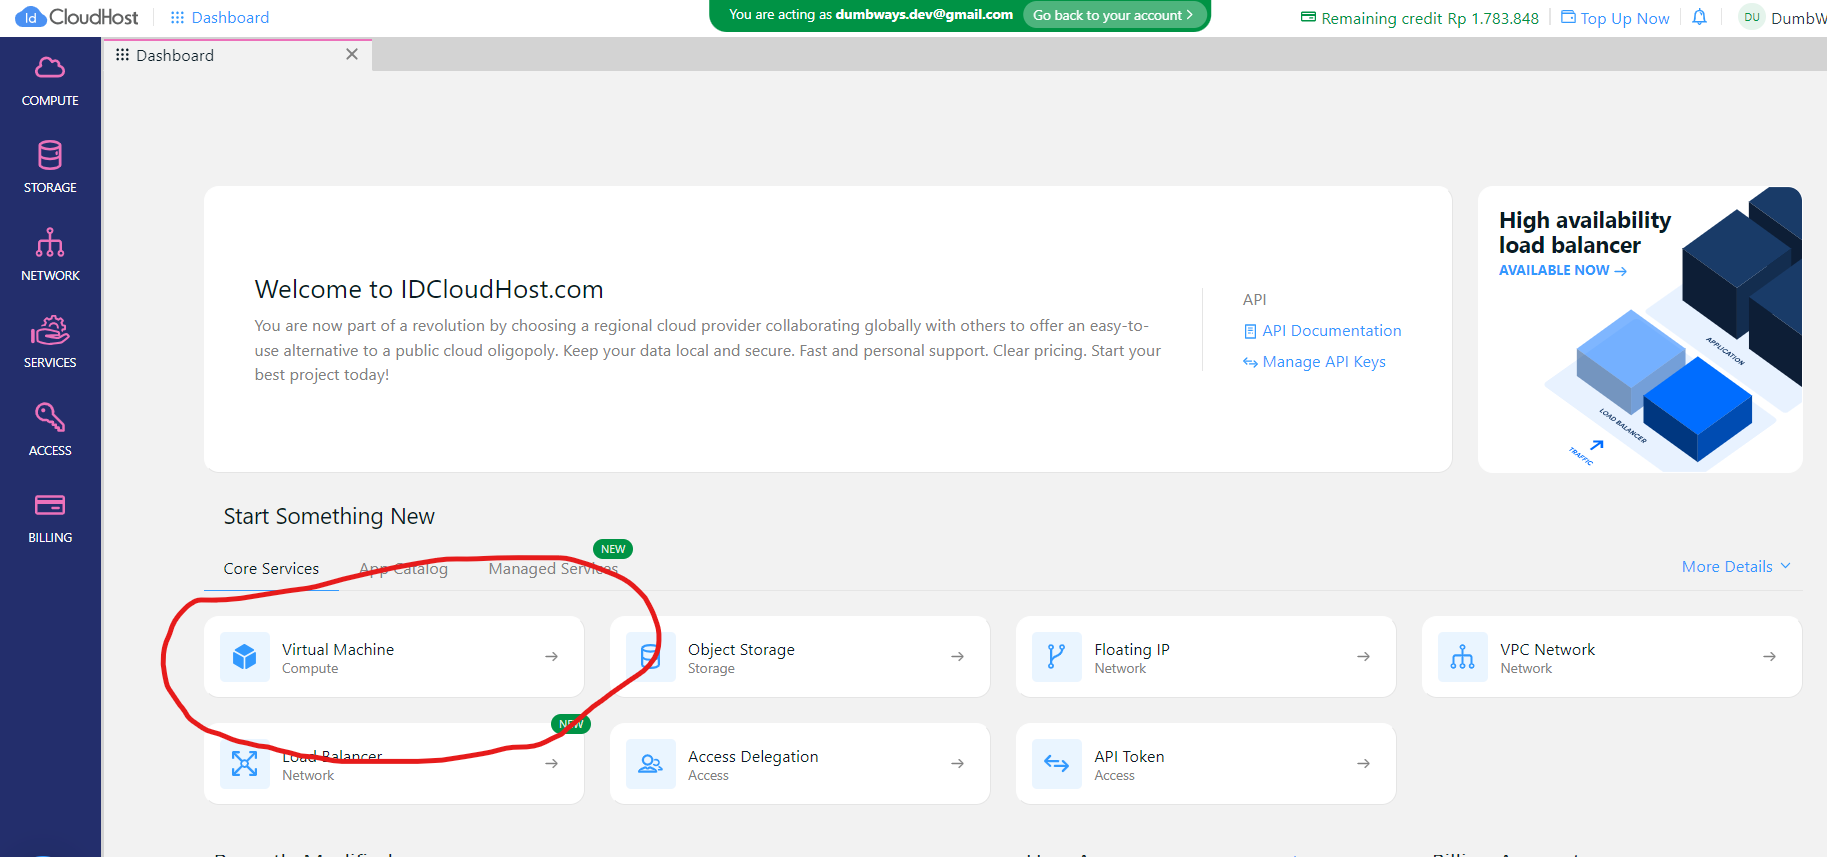 Id CloudHost
Dashboard
You are acting as dumbways.dev@gmail.com
Go back to your account
Remaining credit Rp 1.783.848
Top Up Now
DU
DumbW
Dashboard
COMPUTE
STORAGE
NETWORK
SERVICES
ACCESS
BILLING
Welcome to IDCloudHost.com
You are now part of a revolution by choosing a regional cloud provider collaborating globally with others to offer an easy-to-
use alternative to a public cloud oligopoly. Keep your data local and secure. Fast and personal support. Clear pricing. Start your
best project today!
API
API Documentation
Manage API Keys
High availability
load balancer
AVAILABLE NOW
APPLICATION
LOAD BALANCER
TRAFFIC
Start Something New
NEW
Core Services
App Catalog
Managed Services
More Details
Virtual Machine
Compute
Object Storage
Storage
Floating IP
Network
VPC Network
Network
NEW
Load Balancer
Network
Access Delegation
Access
API Token
Access